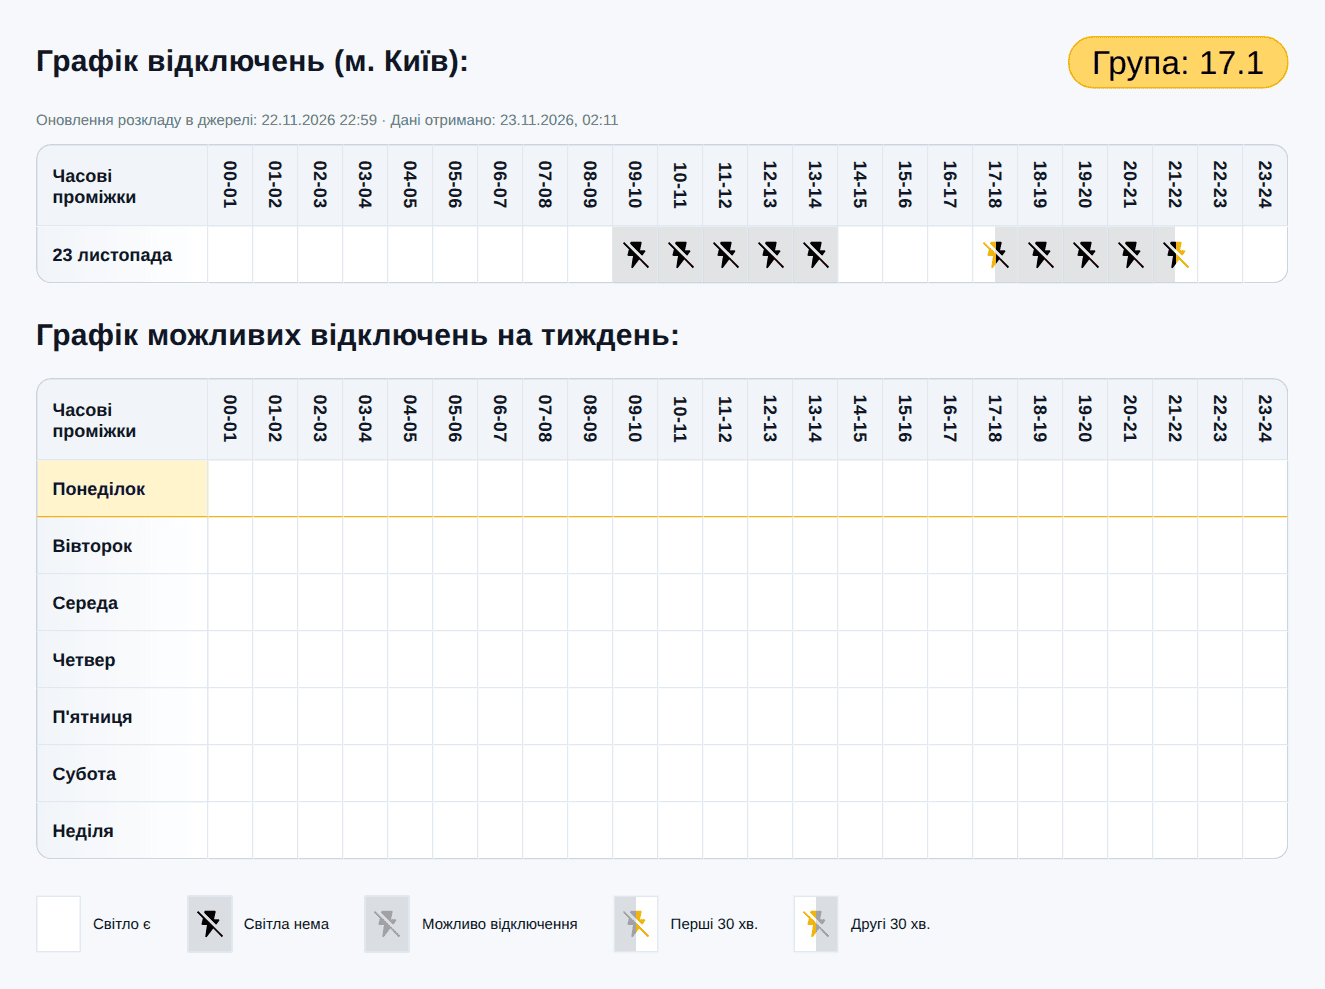 Графік відключень (м. Київ):
Група: 17.1
Оновлення розкладу в джерелі: 22.11.2026 22:59 · Дані отримано: 23.11.2026, 02:11
Часові
проміжки
00-01
01-02
02-03
03-04
04-05
05-06
06-07
07-08
08-09
09-10
10-11
11-12
12-13
13-14
14-15
15-16
16-17
17-18
18-19
19-20
20-21
21-22
22-23
23-24
23 листопада
Графік можливих відключень на тиждень:
Часові
проміжки
00-01
01-02
02-03
03-04
04-05
05-06
06-07
07-08
08-09
09-10
10-11
11-12
12-13
13-14
14-15
15-16
16-17
17-18
18-19
19-20
20-21
21-22
22-23
23-24
Понеділок
Вівторок
Середа
Четвер
П'ятниця
Субота
Неділя
Світло є
Світла нема
Можливо відключення
Перші 30 хв.
Другі 30 хв.